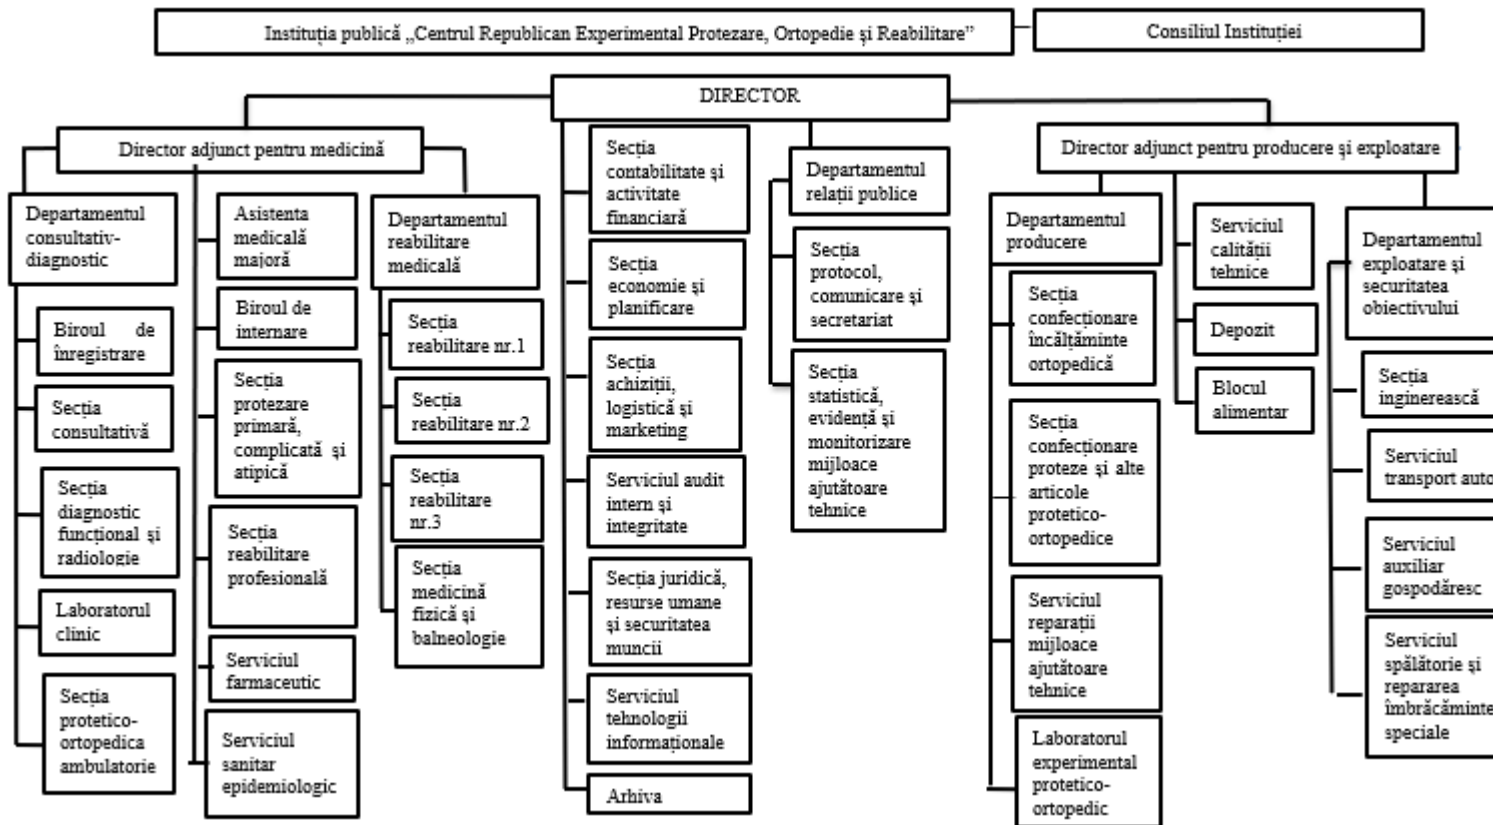 Instituția publică „Centrul Republican Experimental Protezare, Ortopedie și Reabilitare”
Consiliul Instituției
DIRECTOR
Director adjunct pentru medicină
Departamentul
consultativ-
diagnostic
Biroul de
înregistrare
Secția
consultativă
Secția
diagnostic
funcțional și
radiologie
Laboratorul
clinic
Secția
protetico-
ortopedica
ambulatorie
Asistenta
medicală
majoră
Biroul de
internare
Secția
protezare
primară,
complicată și
atipică
Secția
reabilitare
profesională
Serviciul
farmaceutic
Serviciul
sanitar
epidemiologic
Departamentul
reabilitare
medicală
Secția
reabilitare nr.1
Secția
reabilitare nr.2
Secția
reabilitare
nr.3
Secția
medicină
fizică și
balneologie
Secția
contabilitate și
activitate
financiară
Secția
economie și
planificare
Secția
achiziții,
logistică și
marketing
Serviciul audit
intern și
integritate
Secția juridică,
resurse umane
și securitatea
muncii
Serviciul
tehnologii
informaționale
Arhiva
Departamentul
relații publice
Secția
protocol,
comunicare și
secretariat
Secția
statistică,
evidență și
monitorizare
mijloace
ajutătoare
tehnice
Director adjunct pentru producere și exploatare
Departamentul
producere
Secția
confecționare
încălțăminte
ortopedică
Secția
confecționare
proteze și alte
articole
protetico-
ortopedice
Serviciul
reparații
mijloace
ajutătoare
tehnice
Laboratorul
experimental
protetico-
ortopedic
Serviciul
calității
tehnice
Depozit
Blocul
alimentar
Departamentul
exploatare și
securitatea
obiectivului
Secția
inginerească
Serviciul
transport auto
Serviciul
auxiliar
gospodăresc
Serviciul
spălătorie și
repararea
îmbrăcăminte
speciale